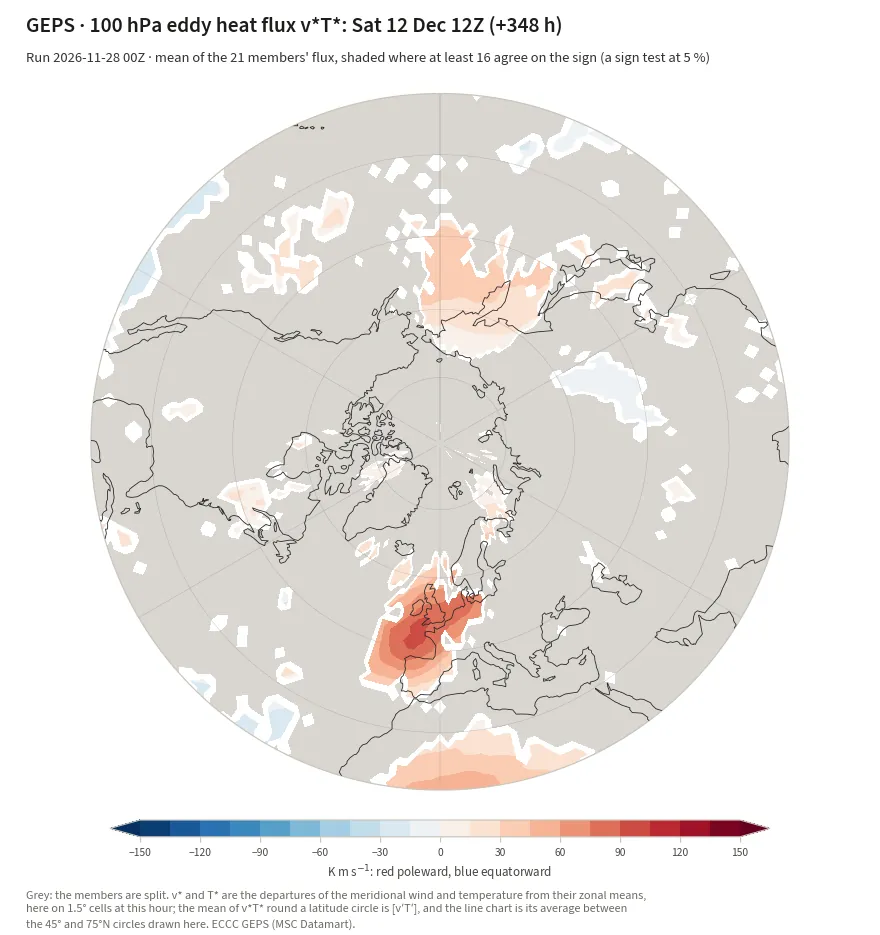 GEPS · 100 hPa eddy heat flux v*T*: Sat 12 Dec 12Z (+348 h)
Run 2026-11-28 00Z · mean of the 21 members' flux, shaded where at least 16 agree on the sign (a sign test at 5 %)
−150 −120 −90 −60 −30 0 30 60 90 120 150
K m s⁻¹: red poleward, blue equatorward
Grey: the members are split. v* and T* are the departures of the meridional wind and temperature from their zonal means,
here on 1.5° cells at this hour; the mean of v*T* round a latitude circle is [v'T'], and the line chart is its average between
the 45° and 75°N circles drawn here. ECCC GEPS (MSC Datamart).